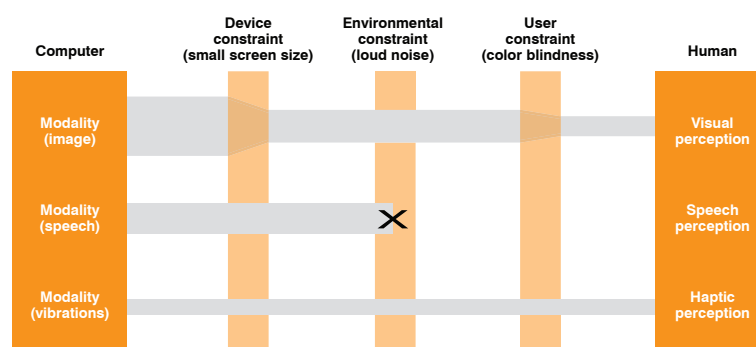 Computer
Device
constraint
(small screen size)
Environmental
constraint
(loud noise)
User
constraint
(color blindness)
Human
Modality
(image)
Visual
perception
Modality
(speech)
Speech
perception
Modality
(vibrations)
Haptic
perception